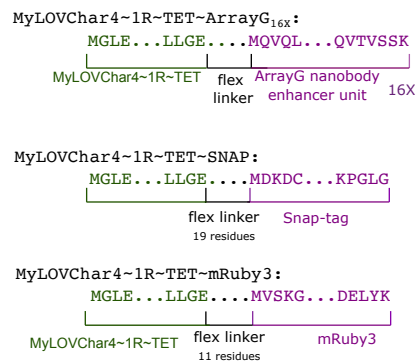 MyLOVChar4~1R~TET~ArrayG16X:
MGLE...LLGE....MQVQL...QVTVSSK
MyLOVChar4~1R~TET flex linker ArrayG nanobody enhancer unit 16X
MyLOVChar4~1R~TET~SNAP:
MGLE...LLGE....MDKDC...KPGLG
flex linker Snap-tag
19 residues
MyLOVChar4~1R~TET~mRuby3:
MGLE...LLGE....MVSKG...DELYK
MyLOVChar4~1R~TET flex linker mRuby3
11 residues